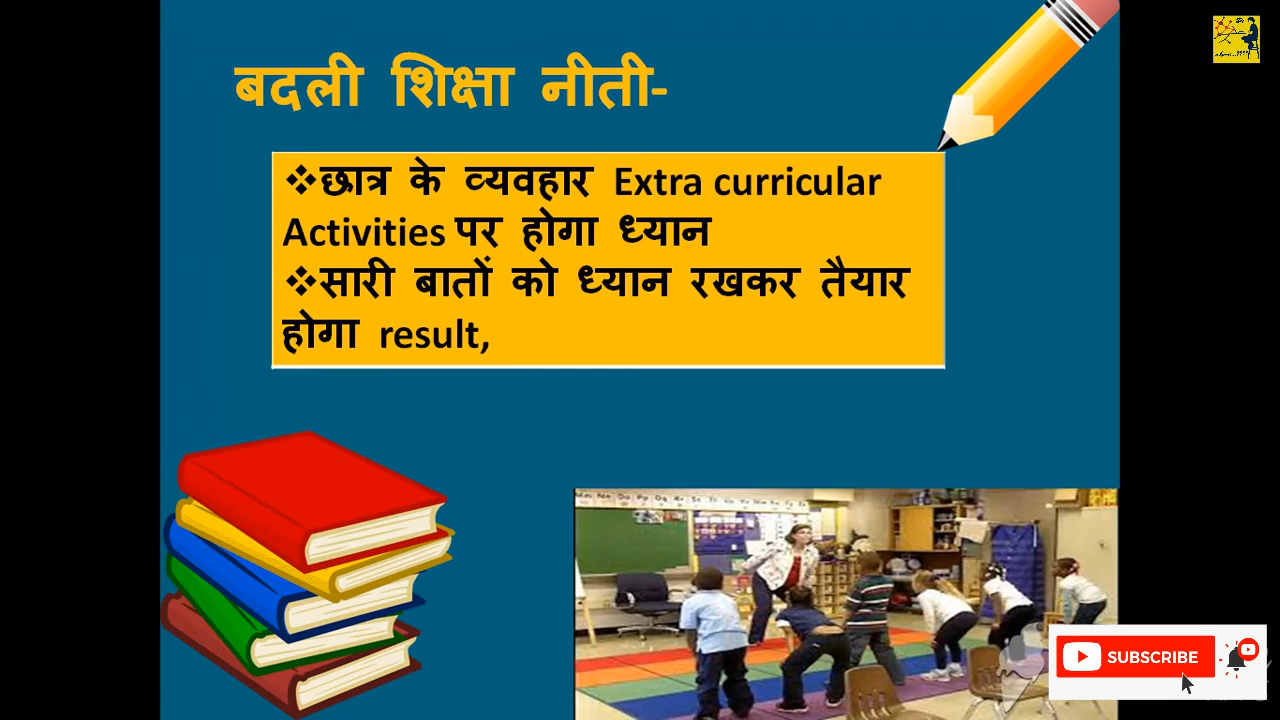 बदली शिक्षा नीती-
❖छात्र के व्यवहार Extra curricular
Activities पर होगा ध्यान
❖सारी बातों को ध्यान रखकर तैयार
होगा result,
SUBSCRIBE